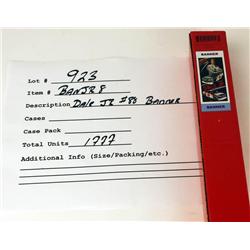 Lot # 923
Item # BANJR8
Description Dale JR #88 Banner
Cases
Case Pack
Total Units 1777
Additional Info (Size/Packing/etc.)
BANNER
BANNER